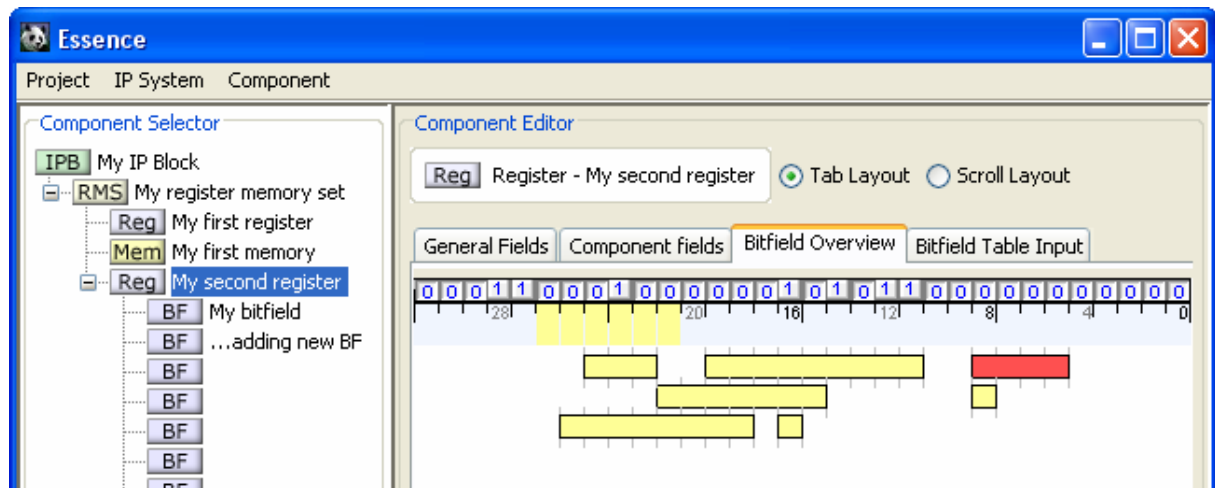 Essence
Project IP System Component
Component Selector
IPB My IP Block
RMS My register memory set
Reg My first register
Mem My first memory
Reg My second register
BF My bitfield
BF ...adding new BF
BF
BF
BF
BF
Component Editor
Reg Register - My second register Tab Layout Scroll Layout
General Fields Component fields Bitfield Overview Bitfield Table Input
0 0 0 1 1 0 0 0 1 0 0 0 0 0 0 1 0 1 0 1 1 0 0 0 0 0 0 0 0 0 0 0
28 20 16 12 8 4 0